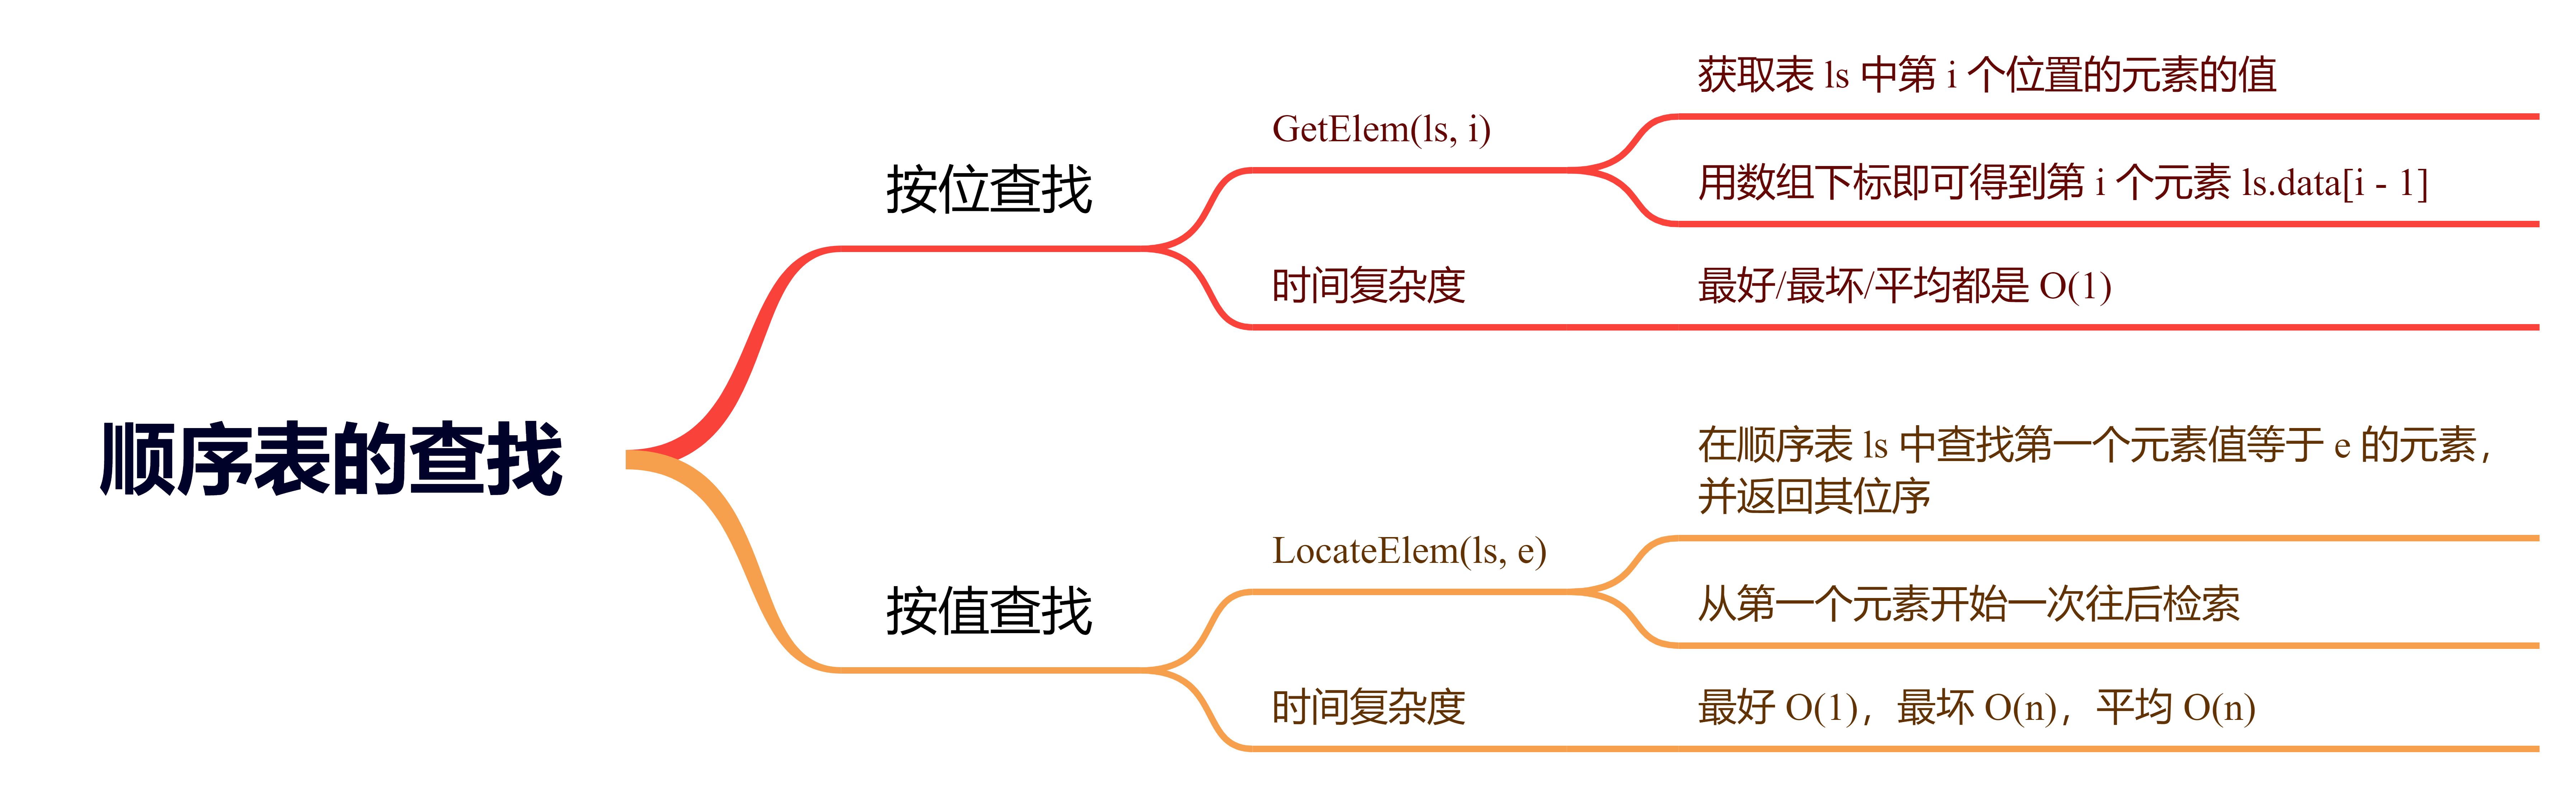 顺序表的查找
按位查找
GetElem(ls, i)
获取表 ls 中第 i 个位置的元素的值
用数组下标即可得到第 i 个元素 ls.data[i - 1]
时间复杂度
最好/最坏/平均都是 O(1)
按值查找
LocateElem(ls, e)
在顺序表 ls 中查找第一个元素值等于 e 的元素，
并返回其位序
从第一个元素开始一次往后检索
时间复杂度
最好 O(1)，最坏 O(n)，平均 O(n)